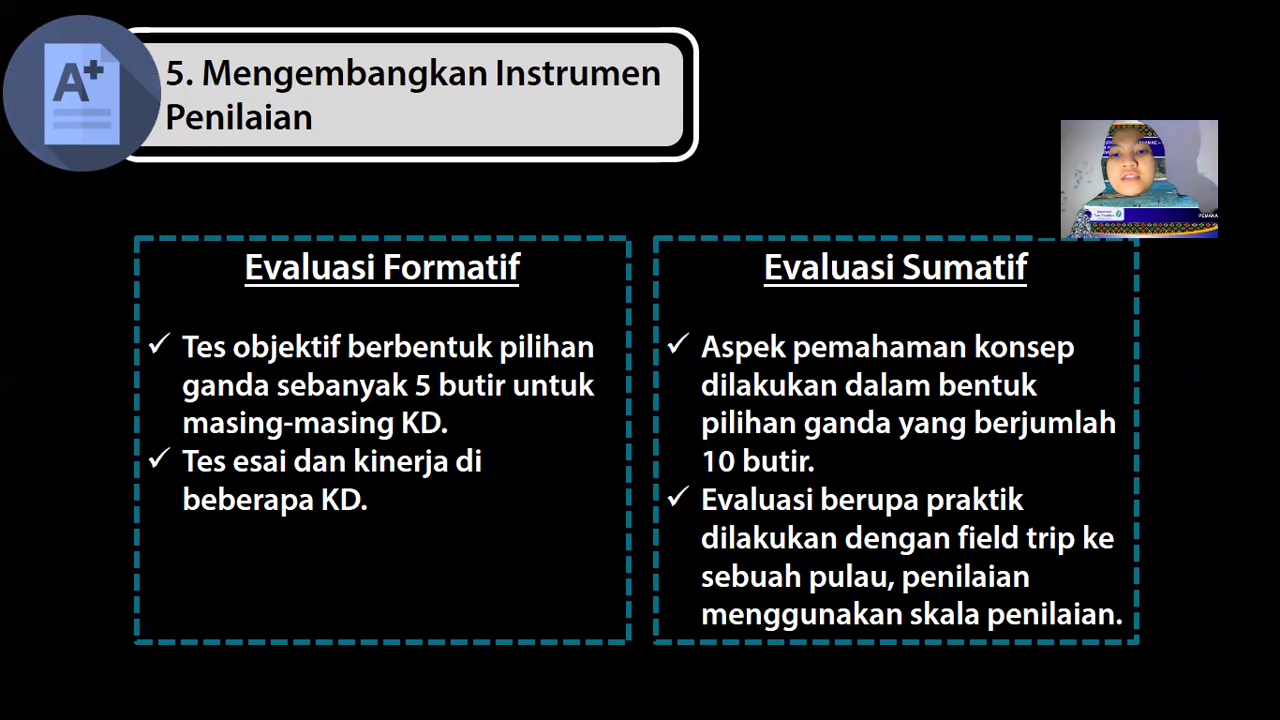 A+
5. Mengembangkan Instrumen
Penilaian
Evaluasi Formatif
✓ Tes objektif berbentuk pilihan
ganda sebanyak 5 butir untuk
masing-masing KD.
✓ Tes esai dan kinerja di
beberapa KD.
Evaluasi Sumatif
✓ Aspek pemahaman konsep
dilakukan dalam bentuk
pilihan ganda yang berjumlah
10 butir.
✓ Evaluasi berupa praktik
dilakukan dengan field trip ke
sebuah pulau, penilaian
menggunakan skala penilaian.